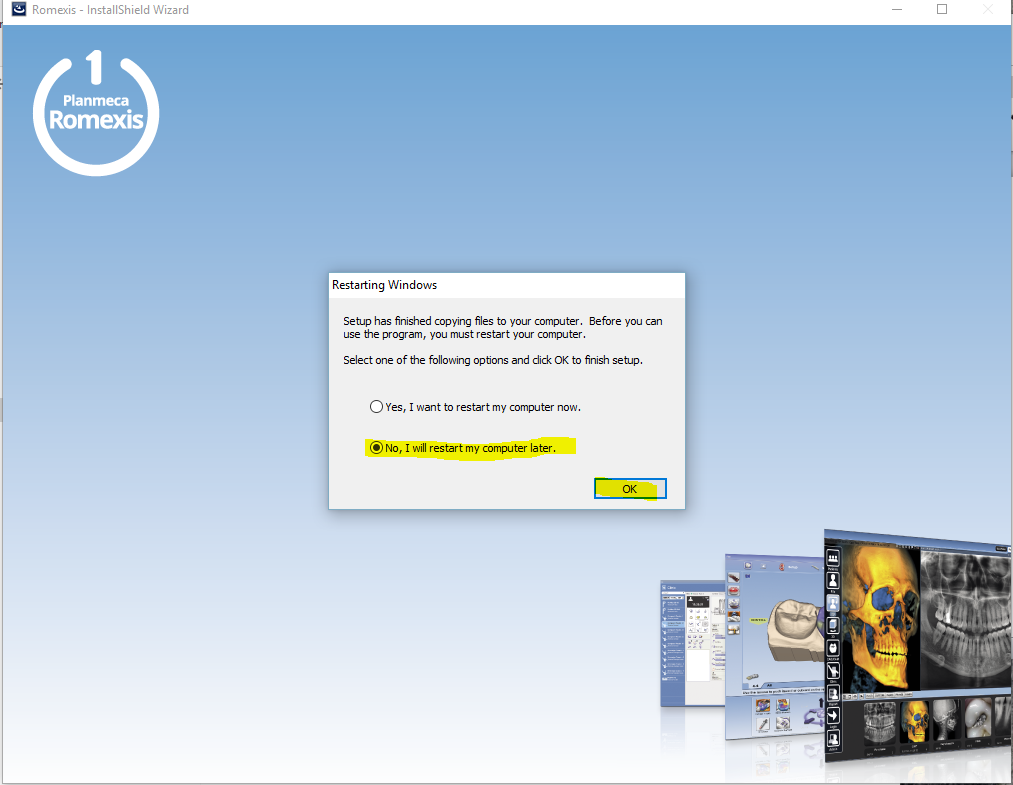 Romexis - InstallShield Wizard
1
Planmeca
Romexis
Restarting Windows
Setup has finished copying files to your computer. Before you can
use the program, you must restart your computer.
Select one of the following options and click OK to finish setup.
Yes, I want to restart my computer now.
No, I will restart my computer later.
OK